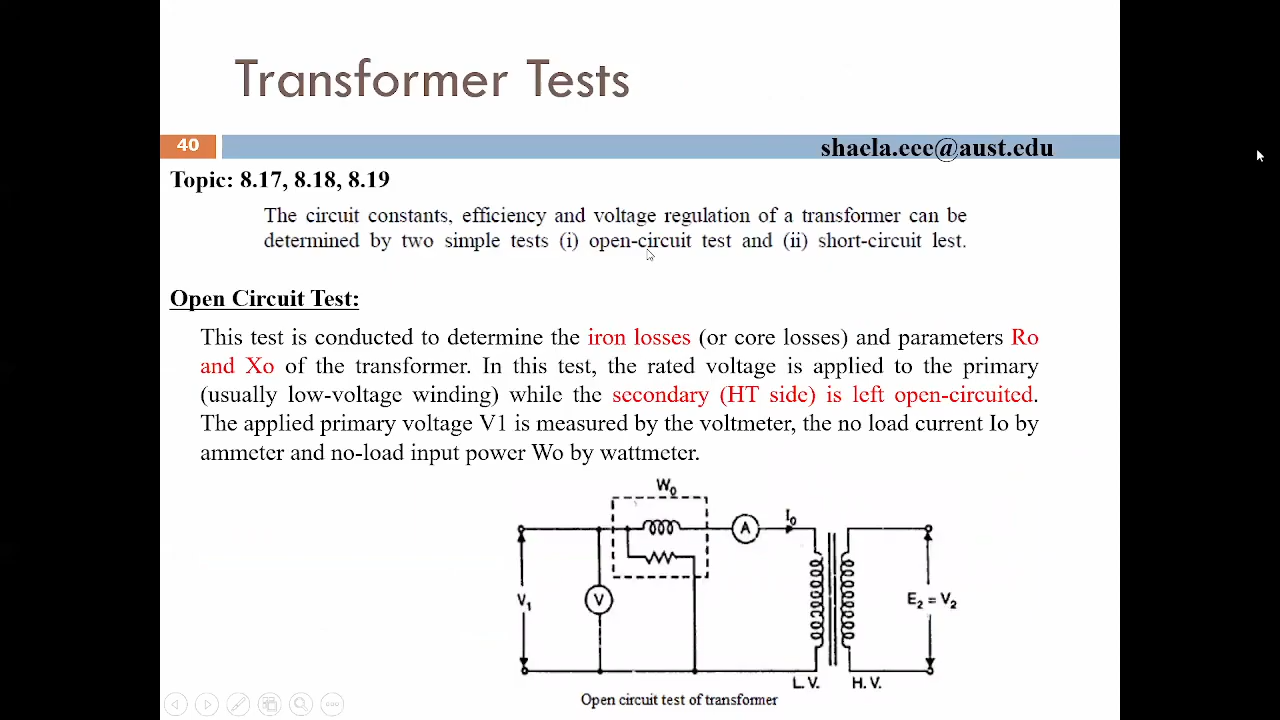 Transformer Tests
40
shaela.eee@aust.edu
Topic: 8.17, 8.18, 8.19
The circuit constants, efficiency and voltage regulation of a transformer can be
determined by two simple tests (i) open-circuit test and (ii) short-circuit lest.
Open Circuit Test:
This test is conducted to determine the iron losses (or core losses) and parameters Ro
and Xo of the transformer. In this test, the rated voltage is applied to the primary
(usually low-voltage winding) while the secondary (HT side) is left open-circuited.
The applied primary voltage V1 is measured by the voltmeter, the no load current Io by
ammeter and no-load input power Wo by wattmeter.
W₀
A
I₀
V₁
V
E₂ = V₂
L.V.
H.V.
Open circuit test of transformer